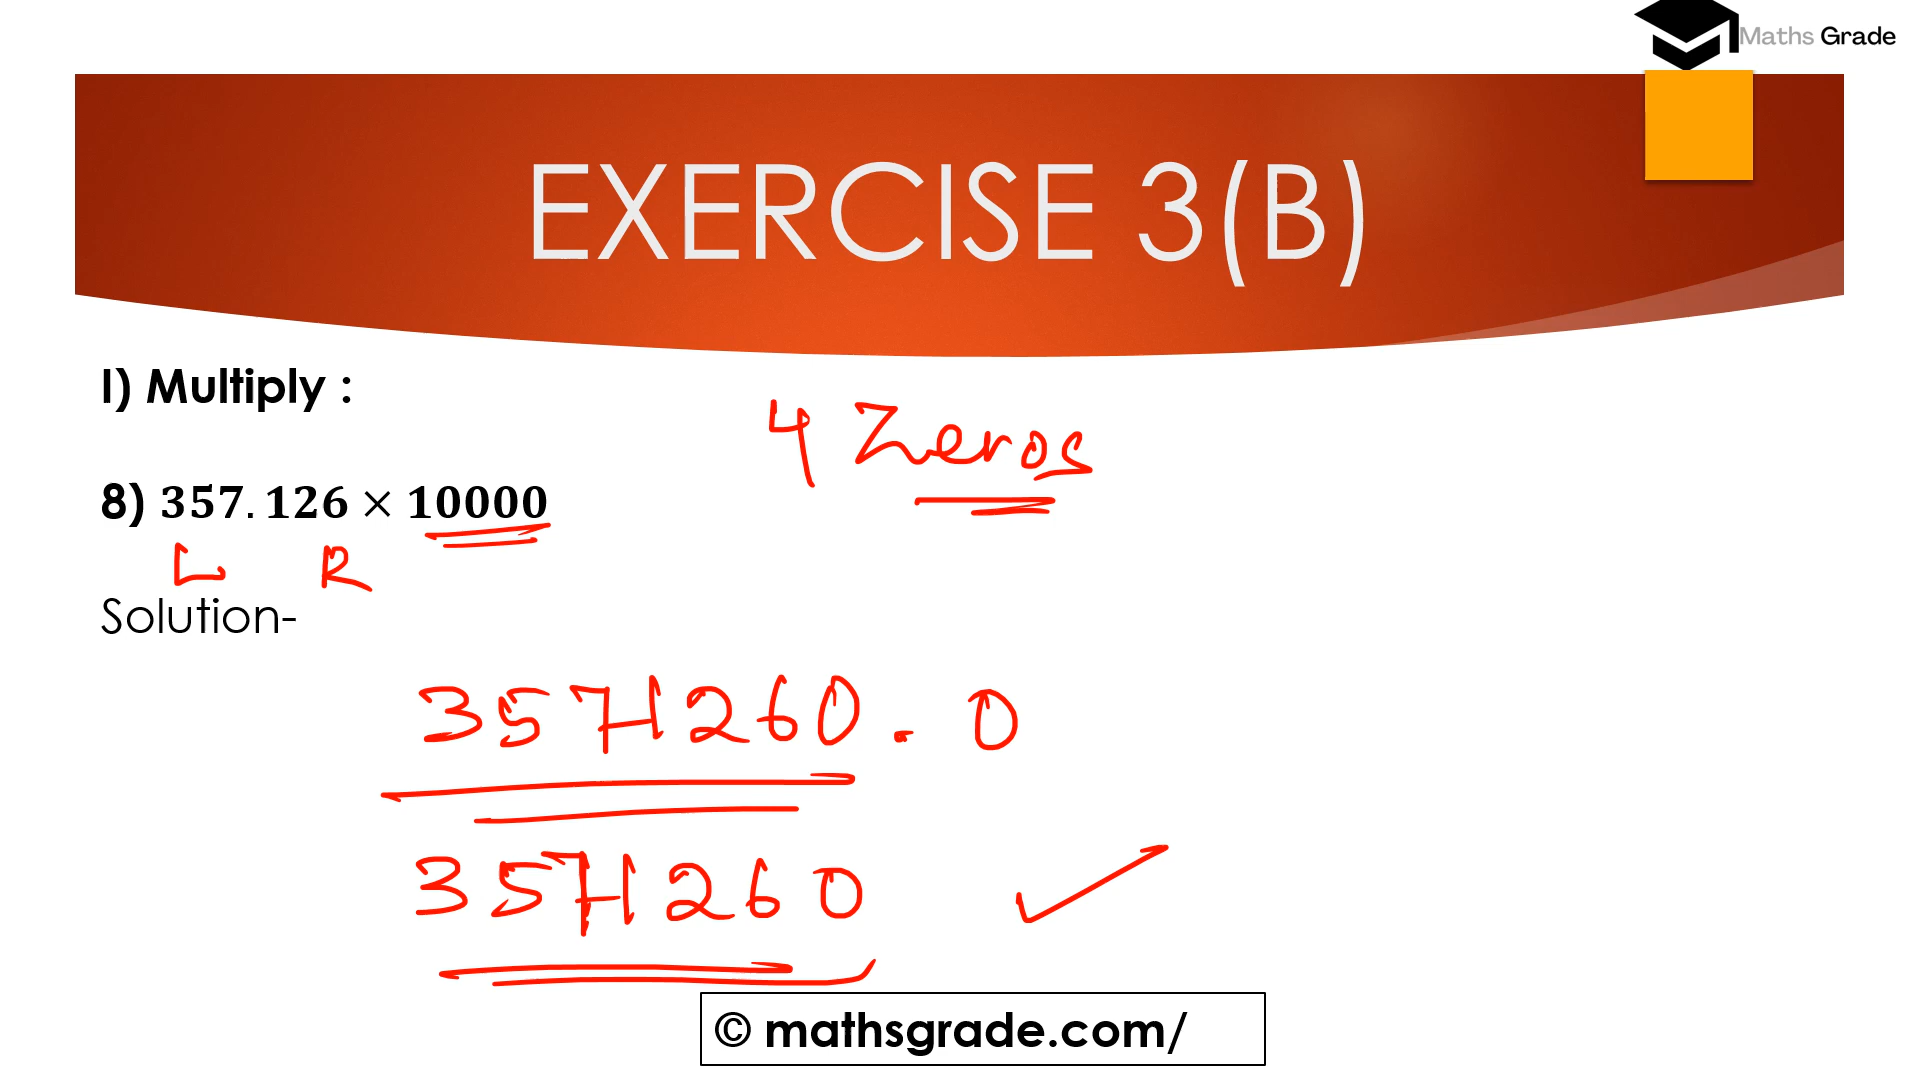 Maths Grade
EXERCISE 3(B)
I) Multiply :
4 Zeros
8) 357.126 × 10000
L R
Solution-
3571260.0
3571260
© mathsgrade.com/